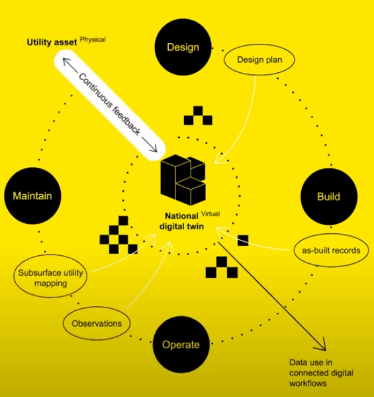 Utility asset Physical
Design
Design plan
Continuous feedback
Maintain
Build
National Virtual
digital twin
as-built records
Subsurface utility
mapping
Observations
Operate
Data use in
connected digital
workflows